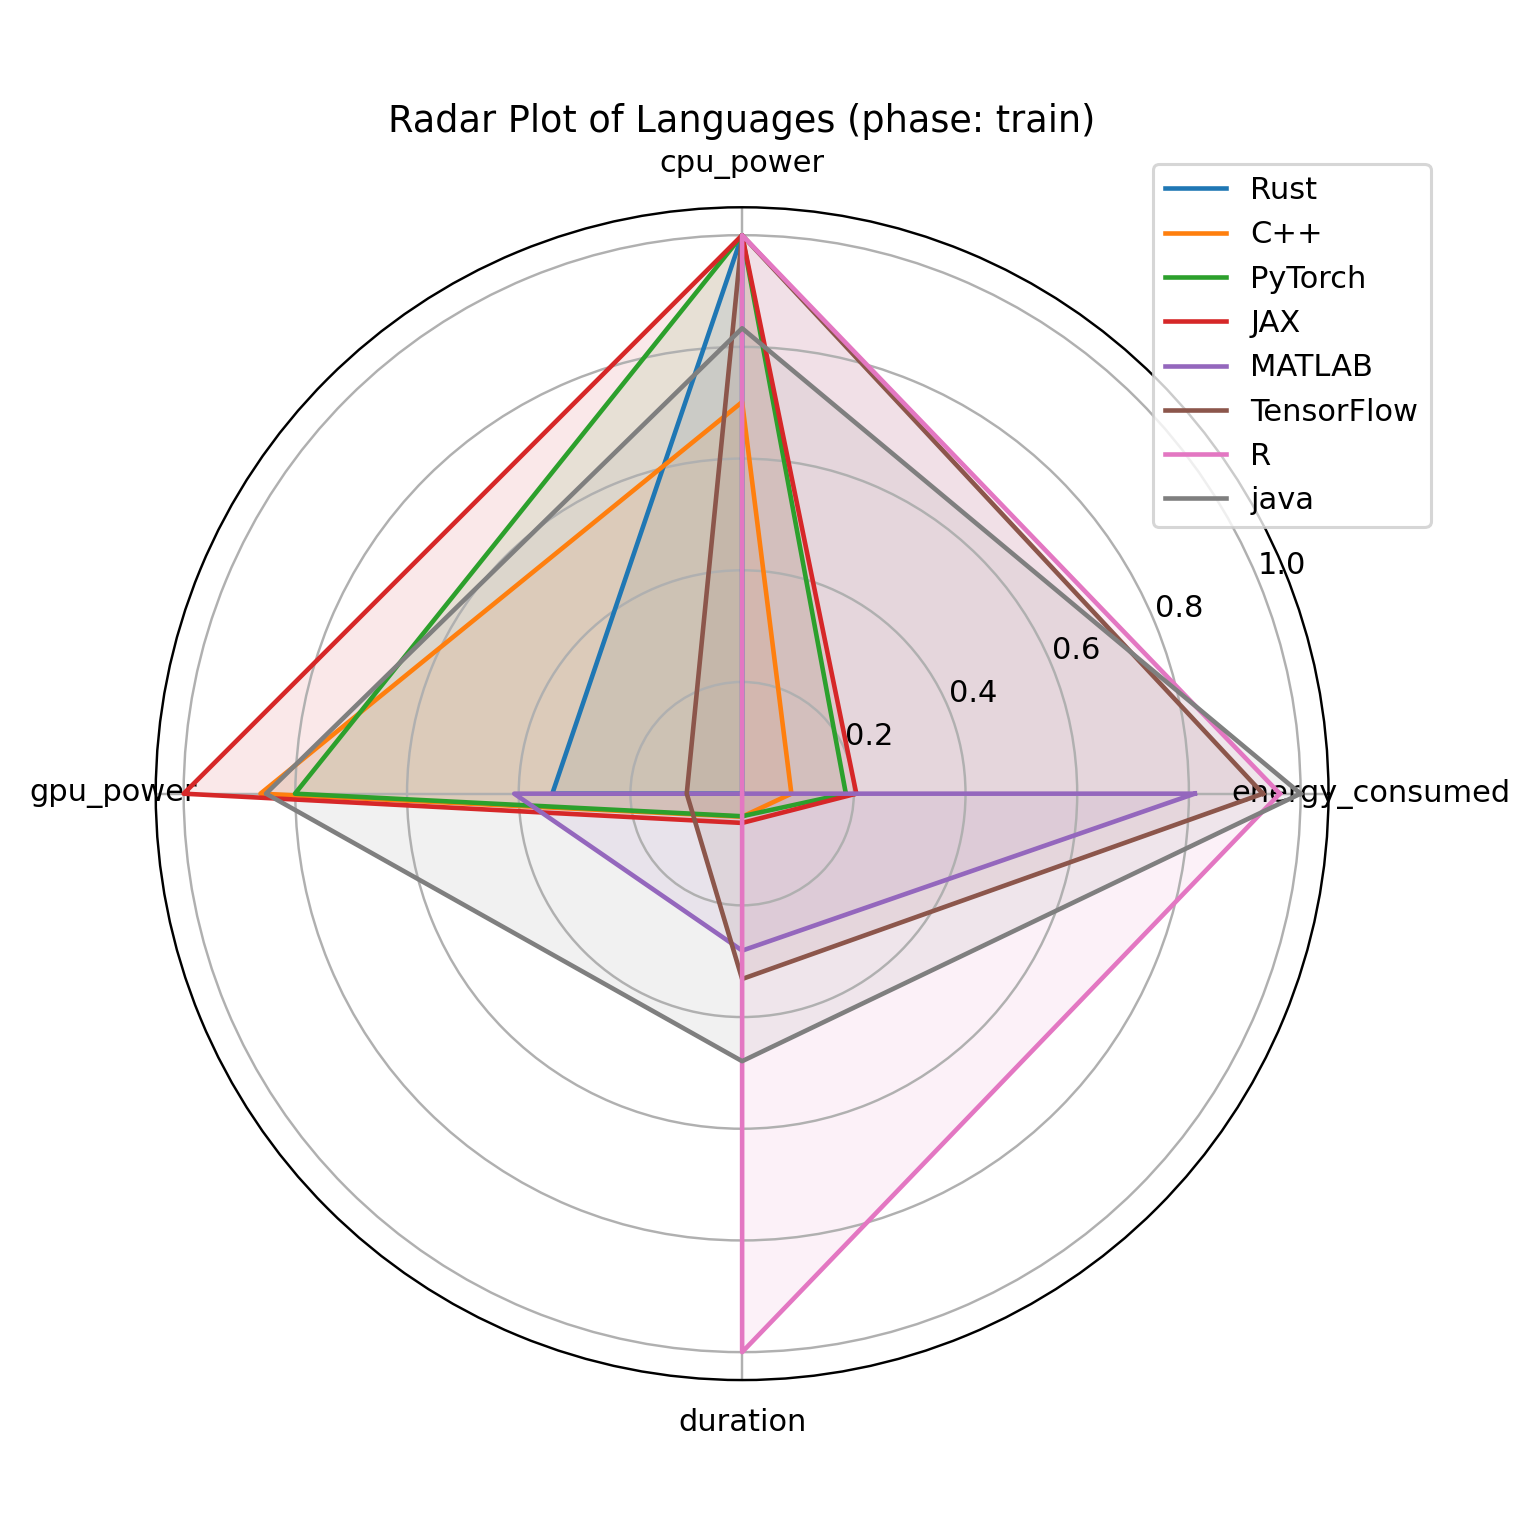 Radar Plot of Languages (phase: train)
cpu_power
Rust
C++
PyTorch
JAX
MATLAB
TensorFlow
R
java
1.0
0.8
0.6
0.4
0.2
gpu_power
energy_consumed
duration